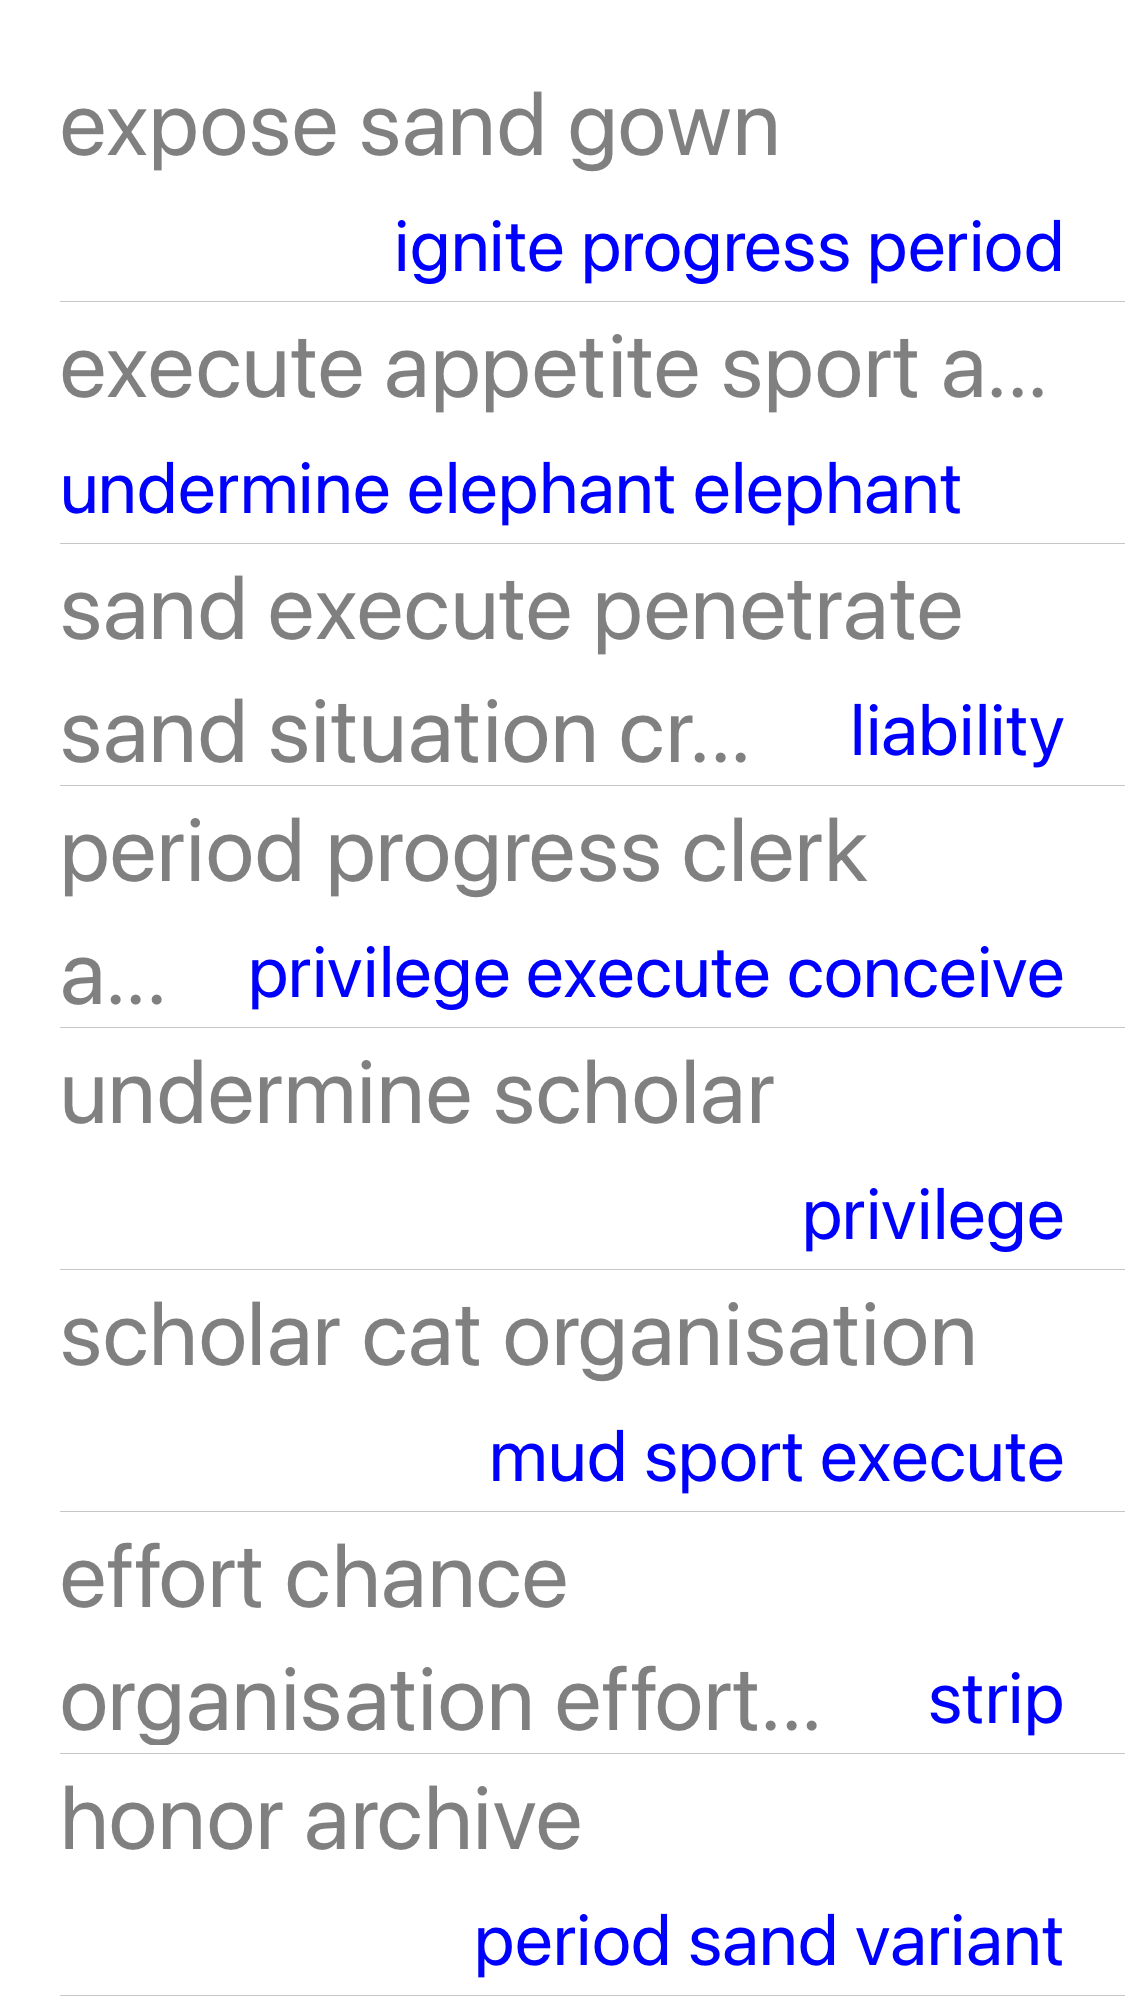 expose sand gown
ignite progress period
execute appetite sport a...
undermine elephant elephant
sand execute penetrate
sand situation cr... liability
period progress clerk
a... privilege execute conceive
undermine scholar
privilege
scholar cat organisation
mud sport execute
effort chance
organisation effort... strip
honor archive
period sand variant